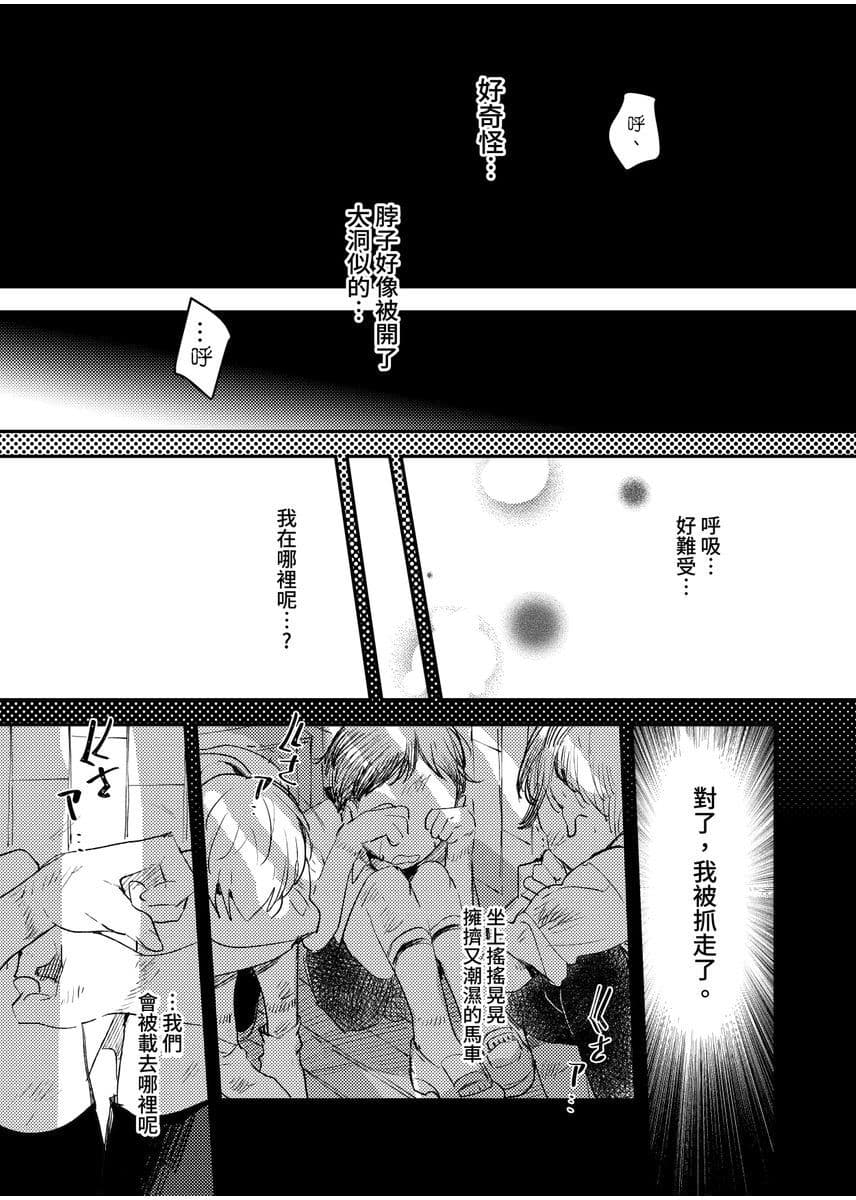 呼、
好奇怪…
脖子好像被開了
大洞似的…
…呼
呼吸…
好難受…
我在哪裡呢…?
對了，我被抓走了。
坐上搖搖晃晃
擁擠又潮濕的馬車
…我們
會被載去哪裡呢